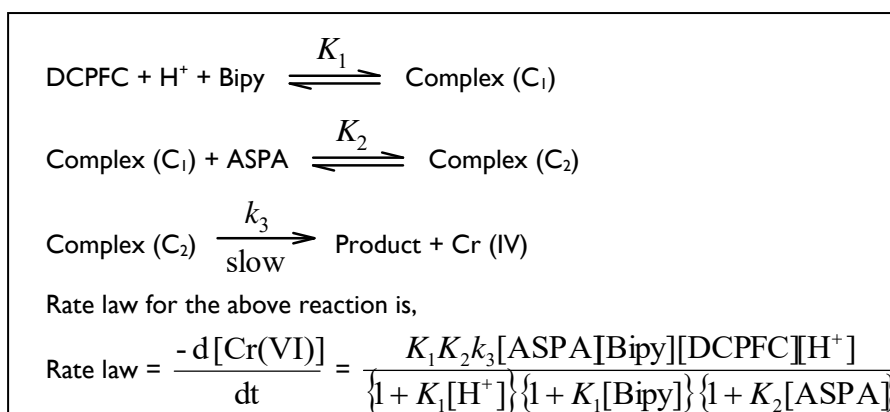 K₁
DCPFC + H⁺ + Bipy ⇌ Complex (C₁)
K₂
Complex (C₁) + ASPA ⇌ Complex (C₂)
k₃
Complex (C₂) → Product + Cr (IV)
slow
Rate law for the above reaction is,
Rate law = -d[Cr(VI)]/dt = K₁K₂k₃[ASPA][Bipy][DCPFC][H⁺] / {1 + K₁[H⁺]}{1 + K₁[Bipy]}{1 + K₂[ASPA]